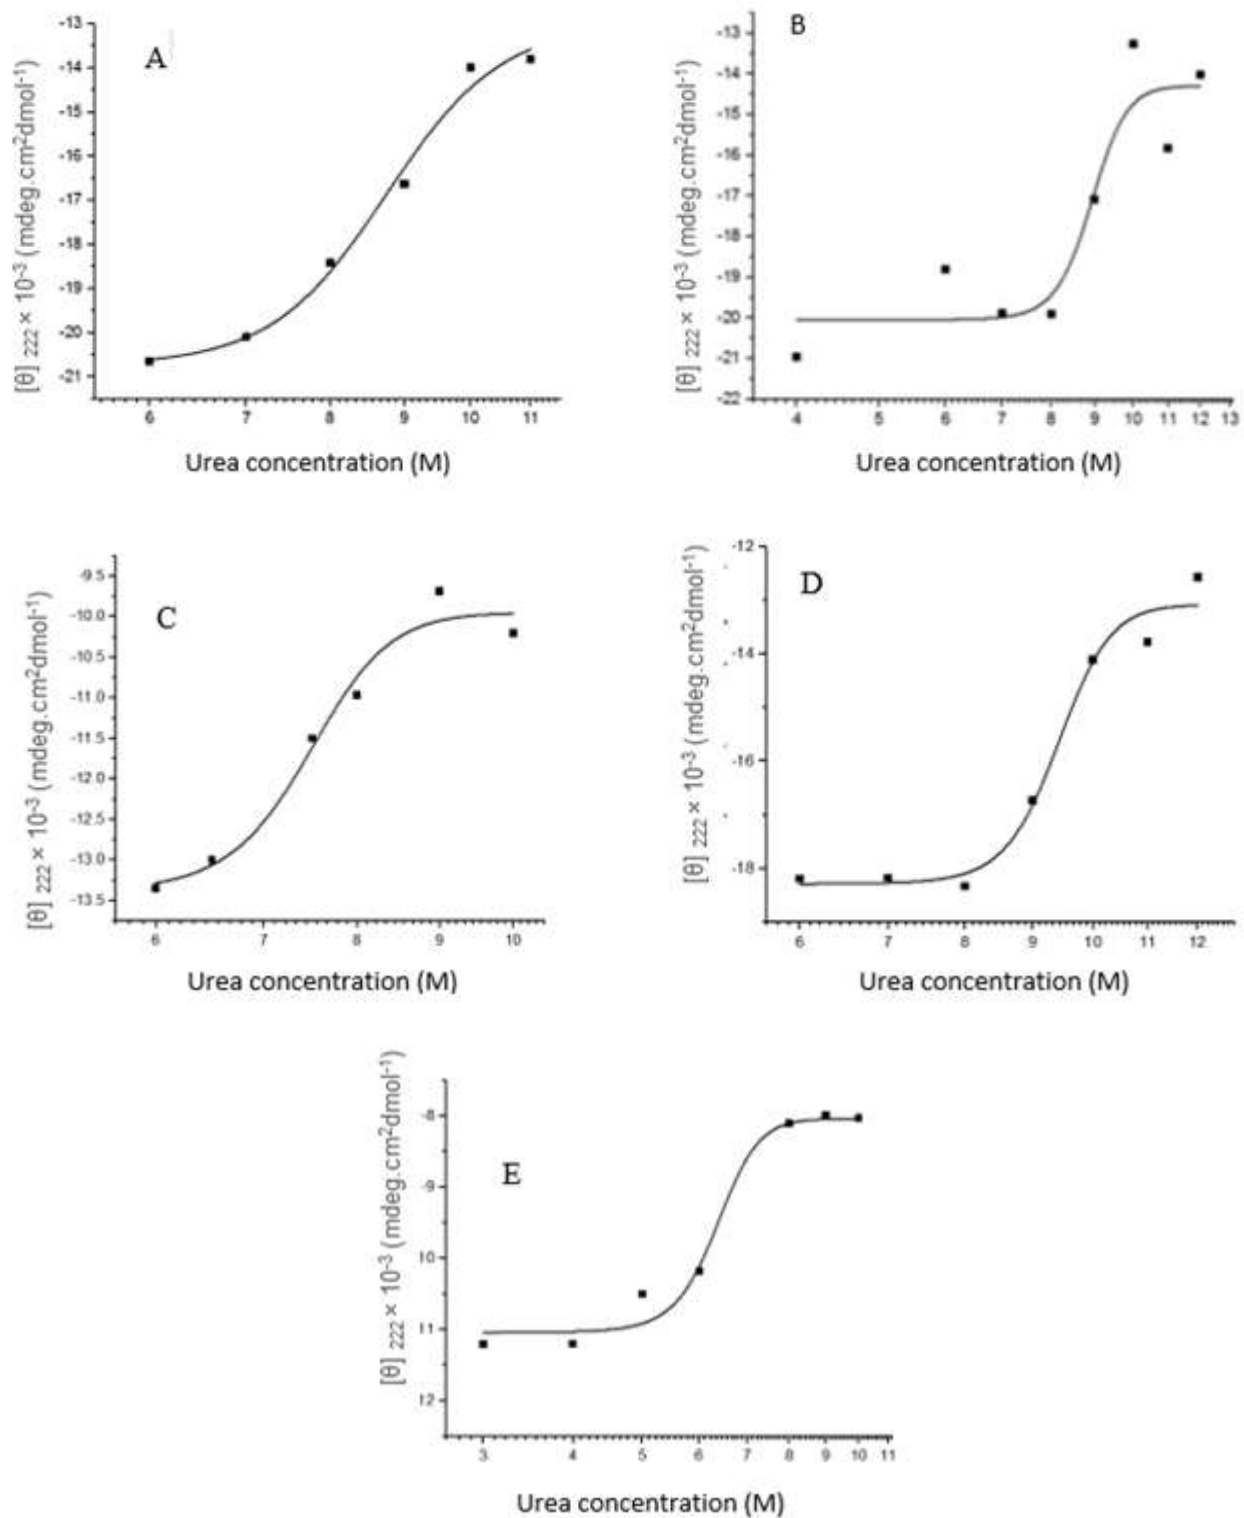 A
[θ] 222 × 10⁻³ (mdeg.cm²dmol⁻¹)
-13
-14
-15
-16
-17
-18
-19
-20
-21
6 7 8 9 10 11
Urea concentration (M)
B
[θ] 222 × 10⁻³ (mdeg.cm²dmol⁻¹)
-13
-14
-15
-16
-17
-18
-19
-20
-21
-22
4 5 6 7 8 9 10 11 12 13
Urea concentration (M)
C
[θ] 222 × 10⁻³ (mdeg.cm²dmol⁻¹)
-9.5
-10.0
-10.5
-11.0
-11.5
-12.0
-12.5
-13.0
-13.5
6 7 8 9 10
Urea concentration (M)
D
[θ] 222 × 10⁻³ (mdeg.cm²dmol⁻¹)
-12
-14
-16
-18
6 7 8 9 10 11 12
Urea concentration (M)
E
[θ] 222 × 10⁻³ (mdeg.cm²dmol⁻¹)
-8
-9
10
11
12
3 4 5 6 7 8 9 10 11
Urea concentration (M)